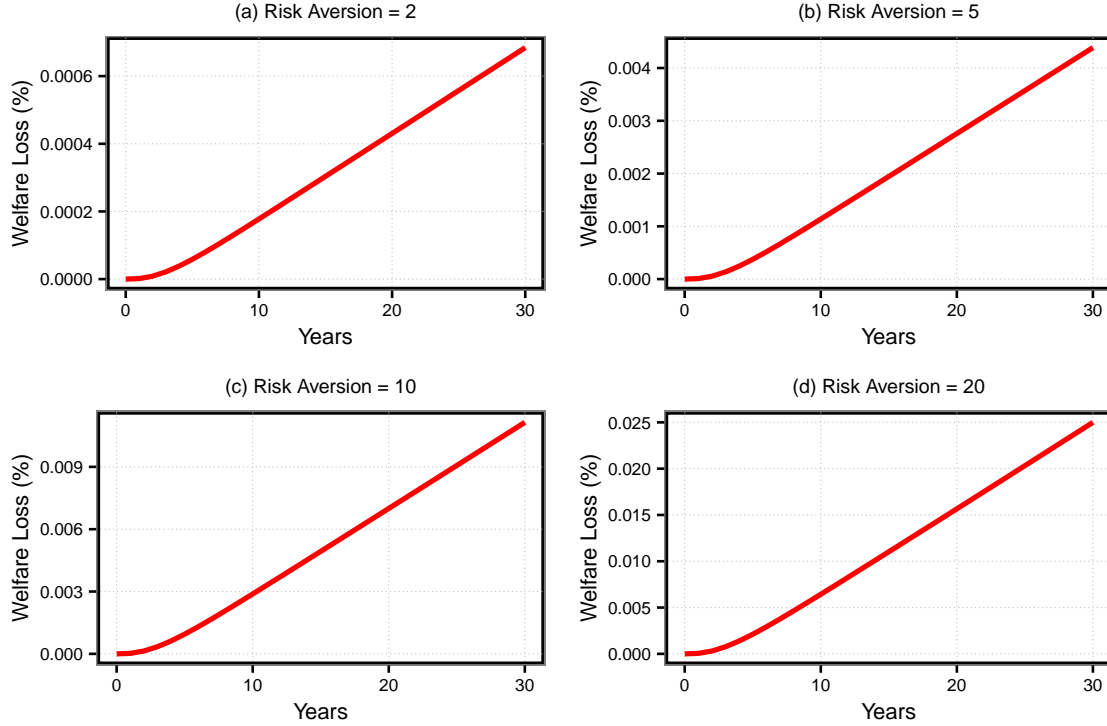 (a) Risk Aversion = 2
Welfare Loss (%)
0.0006
0.0004
0.0002
0.0000
0 10 20 30
Years
(b) Risk Aversion = 5
Welfare Loss (%)
0.004
0.003
0.002
0.001
0.000
0 10 20 30
Years
(c) Risk Aversion = 10
Welfare Loss (%)
0.009
0.006
0.003
0.000
0 10 20 30
Years
(d) Risk Aversion = 20
Welfare Loss (%)
0.025
0.020
0.015
0.010
0.005
0.000
0 10 20 30
Years